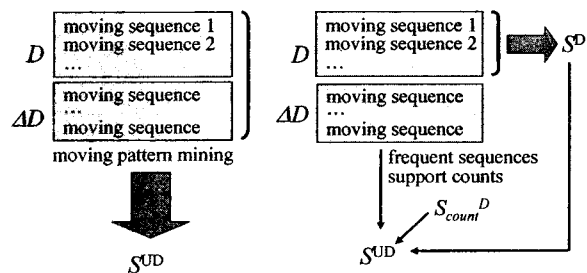 D
moving sequence 1
moving sequence 2
...
ΔD
moving sequence
...
moving sequence
moving pattern mining
S^UD
D
moving sequence 1
moving sequence 2
...
S^D
ΔD
moving sequence
...
moving sequence
frequent sequences
support counts
S_count^D
S^UD